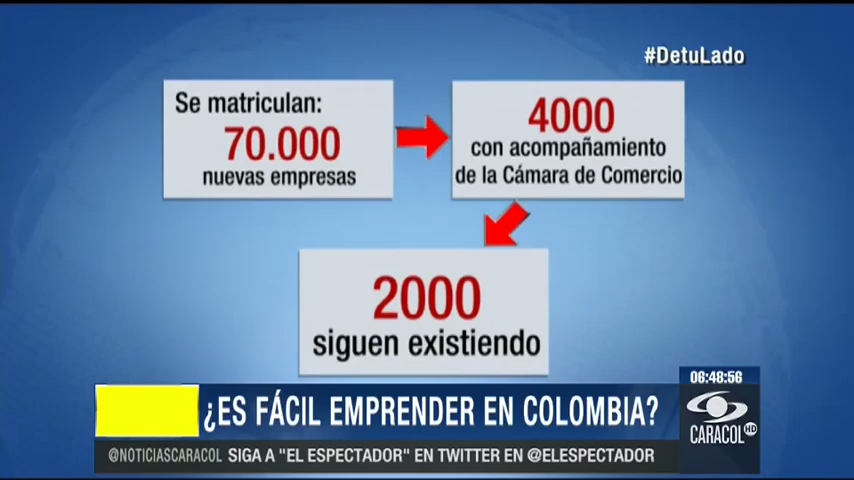 #DetuLado
Se matriculan:
70.000
nuevas empresas
4000
con acompañamiento
de la Cámara de Comercio
2000
siguen existiendo
06:48:56
¿ES FÁCIL EMPRENDER EN COLOMBIA?
CARACOL HD
@NOTICIASCARACOL SIGA A "EL ESPECTADOR" EN TWITTER EN @ELESPECTADOR